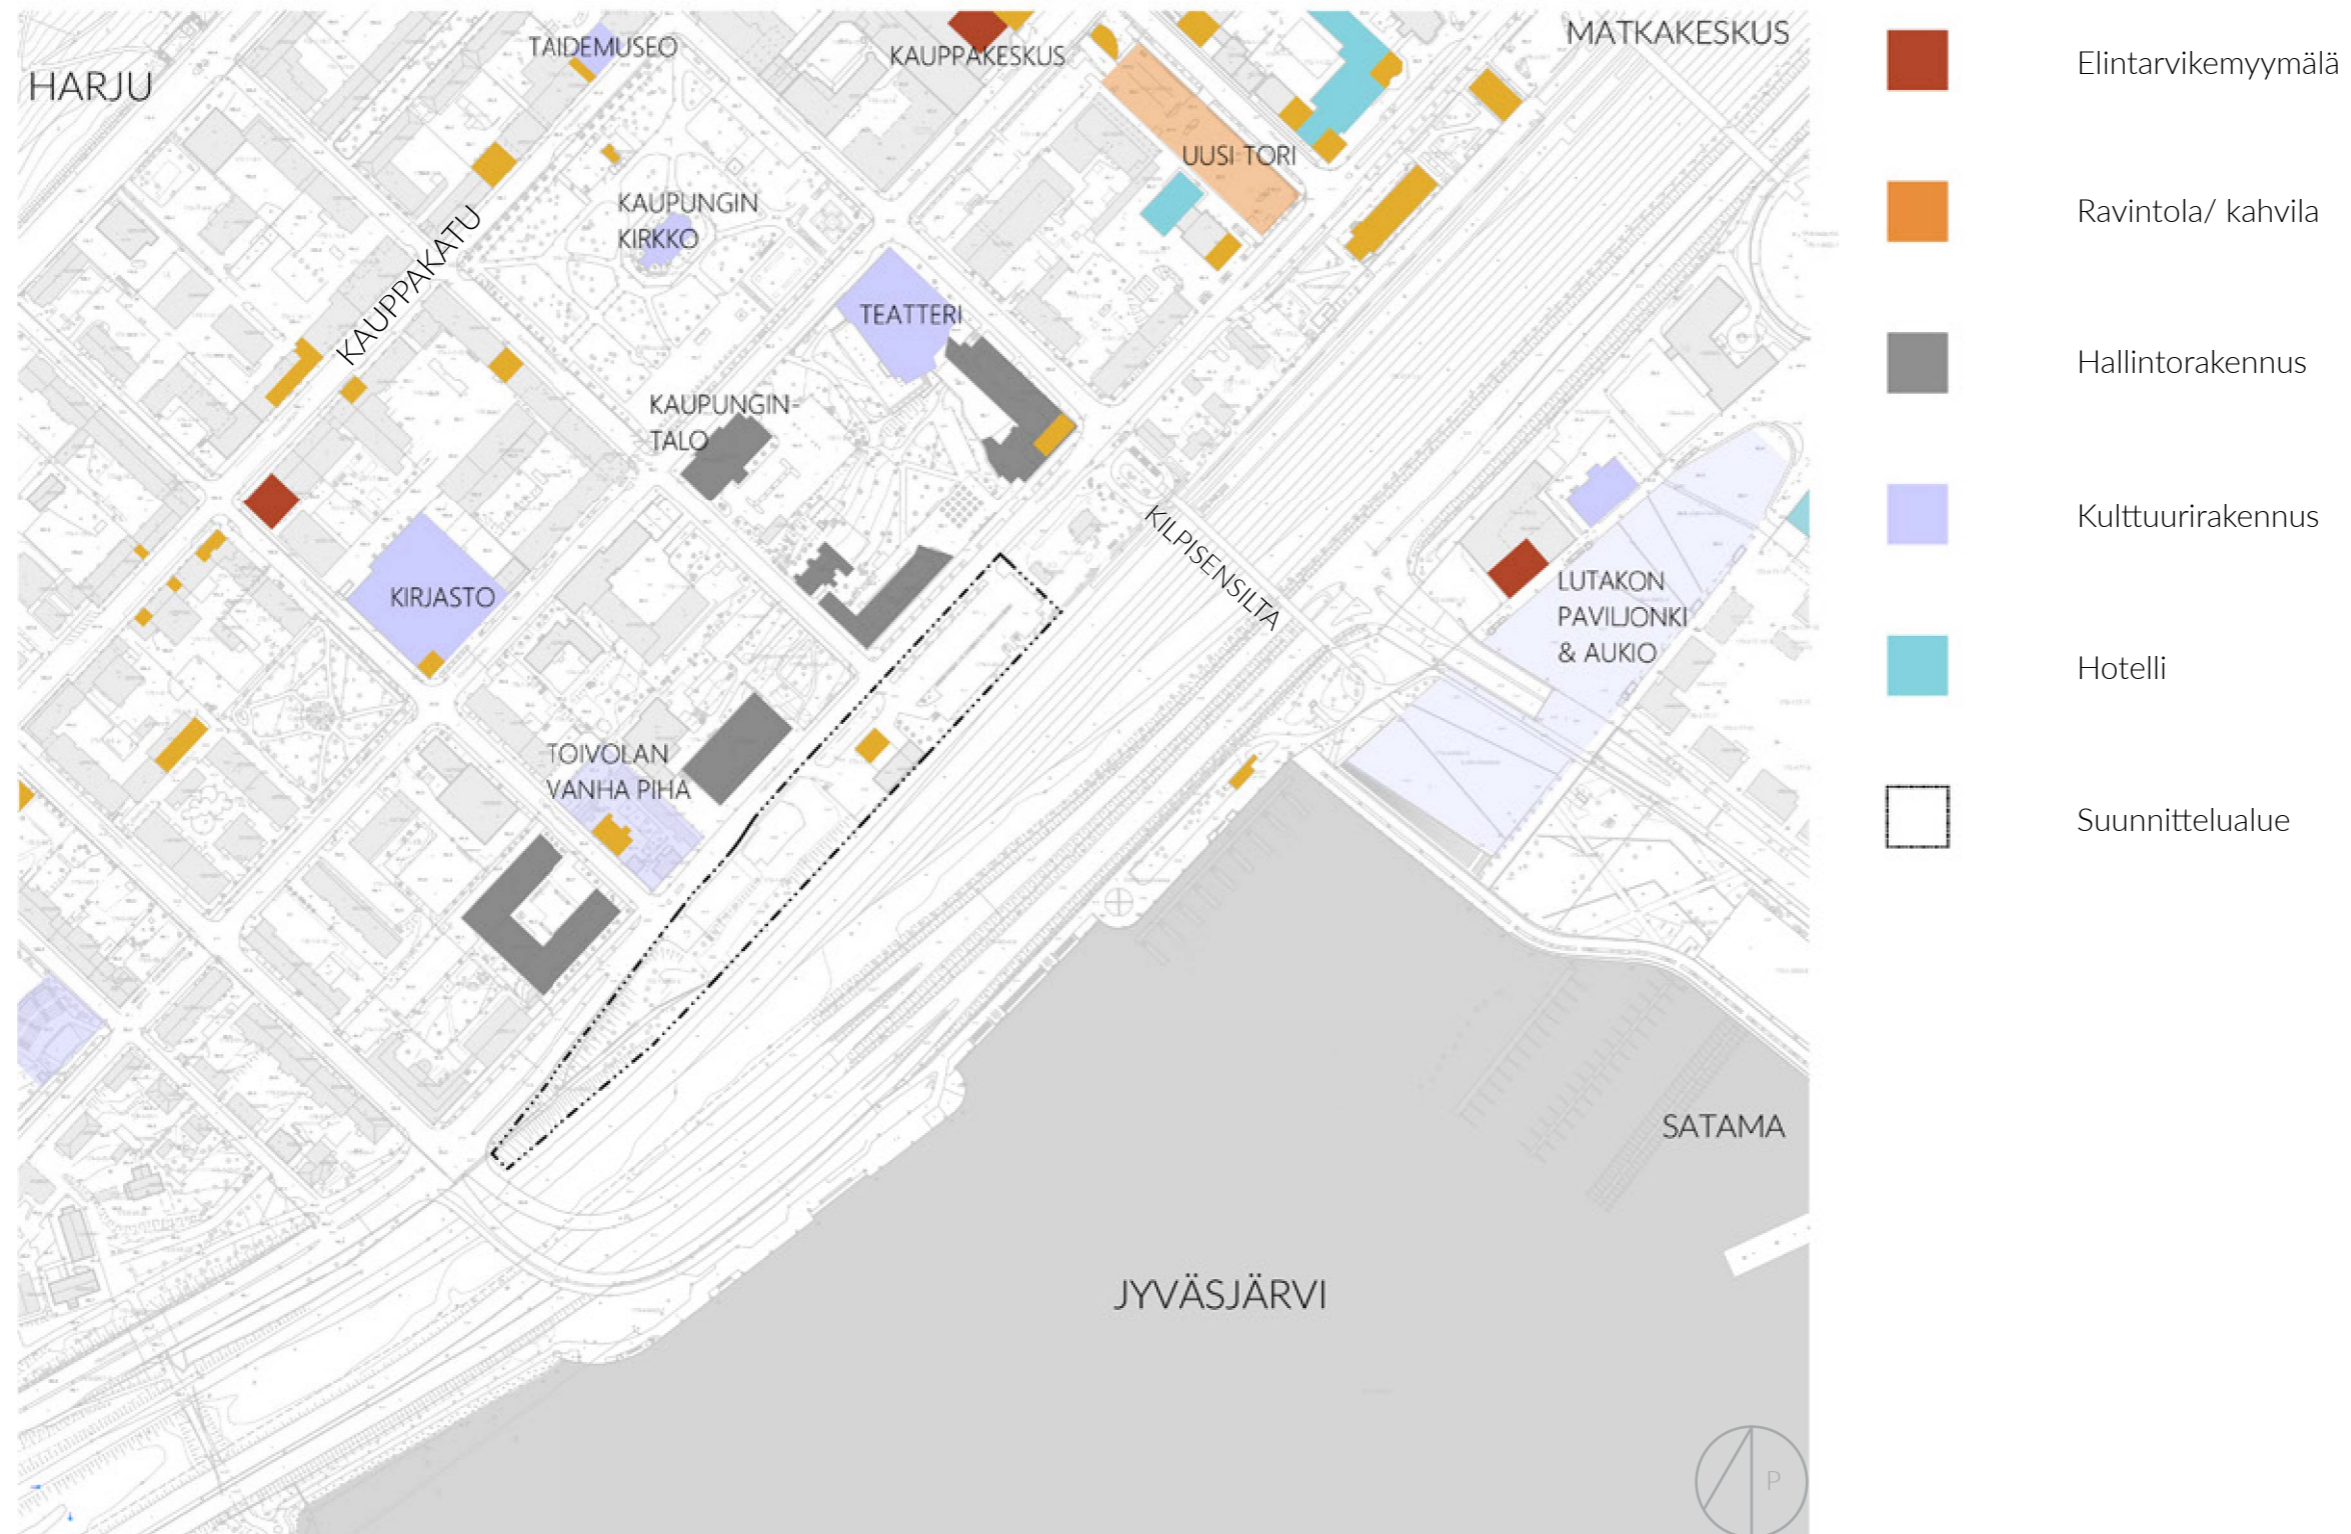 HARJU
TAIDEMUSEO
KAUPPAKESKUS
MATKAKESKUS
UUSI TORI
KAUPUNGIN
KIRKKO
KAUPPAKATU
TEATTERI
KAUPUNGIN-
TALO
KILPISENSILTA
KIRJASTO
LUTAKON
PAVILJONKI
& AUKIO
TOIVOLAN
VANHA PIHA
SATAMA
JYVÄSJÄRVI
P
Elintarvikemyymälä
Ravintola/ kahvila
Hallintorakennus
Kulttuurirakennus
Hotelli
Suunnittelualue